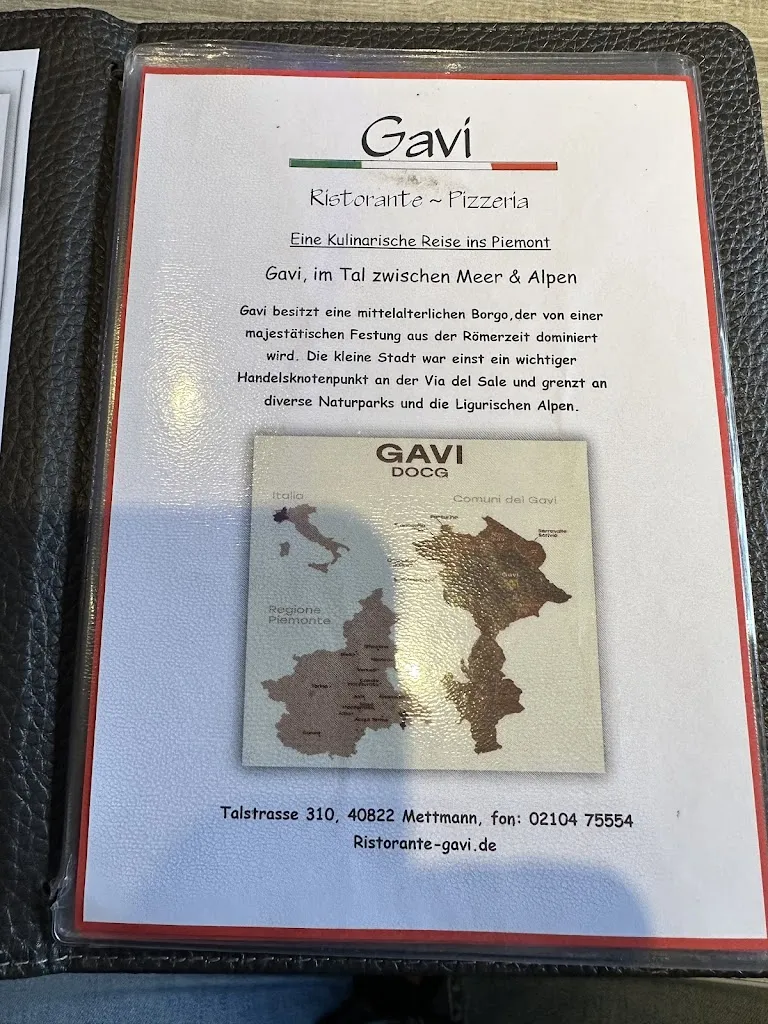 Gavi
Ristorante ~ Pizzeria
Eine Kulinarische Reise ins Piemont
Gavi, im Tal zwischen Meer & Alpen
Gavi besitzt eine mittelalterlichen Borgo,der von einer
majestätischen Festung aus der Römerzeit dominiert
wird. Die kleine Stadt war einst ein wichtiger
Handelsknotenpunkt an der Via del Sale und grenzt an
diverse Naturparks und die Ligurischen Alpen.
GAVI
DOCG
Italia
Comuni del Gavi
Serravalle
Scrivia
Gavi
Regione
Piemonte
Talstrasse 310, 40822 Mettmann, fon: 02104 75554
Ristorante-gavi.de